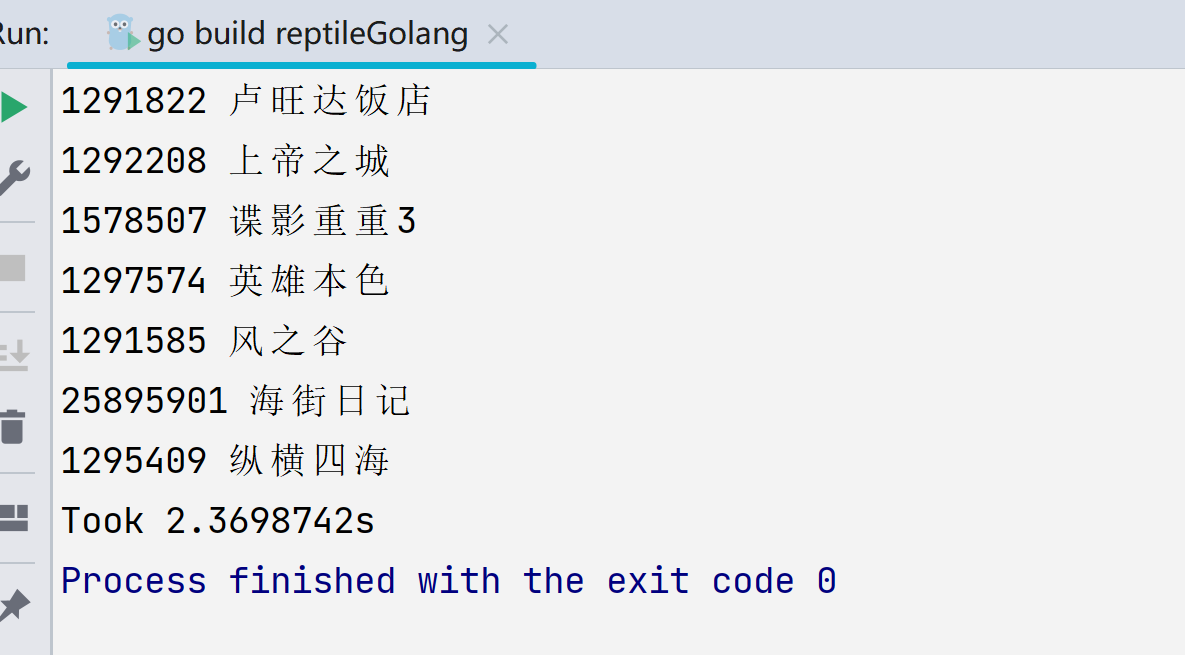 Run: go build reptileGolang
1291822 卢旺达饭店
1292208 上帝之城
1578507 谍影重重3
1297574 英雄本色
1291585 风之谷
25895901 海街日记
1295409 纵横四海
Took 2.3698742s
Process finished with the exit code 0